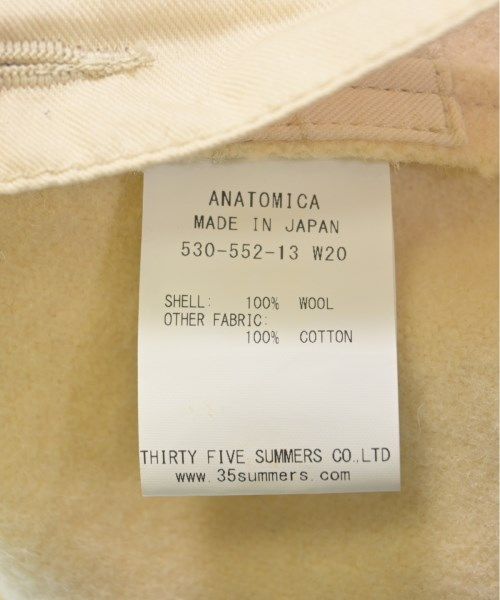 ANATOMICA
MADE IN JAPAN
530-552-13 W20
SHELL: 100% WOOL
OTHER FABRIC:
100% COTTON
THIRTY FIVE SUMMERS CO.,LTD
www.35summers.com